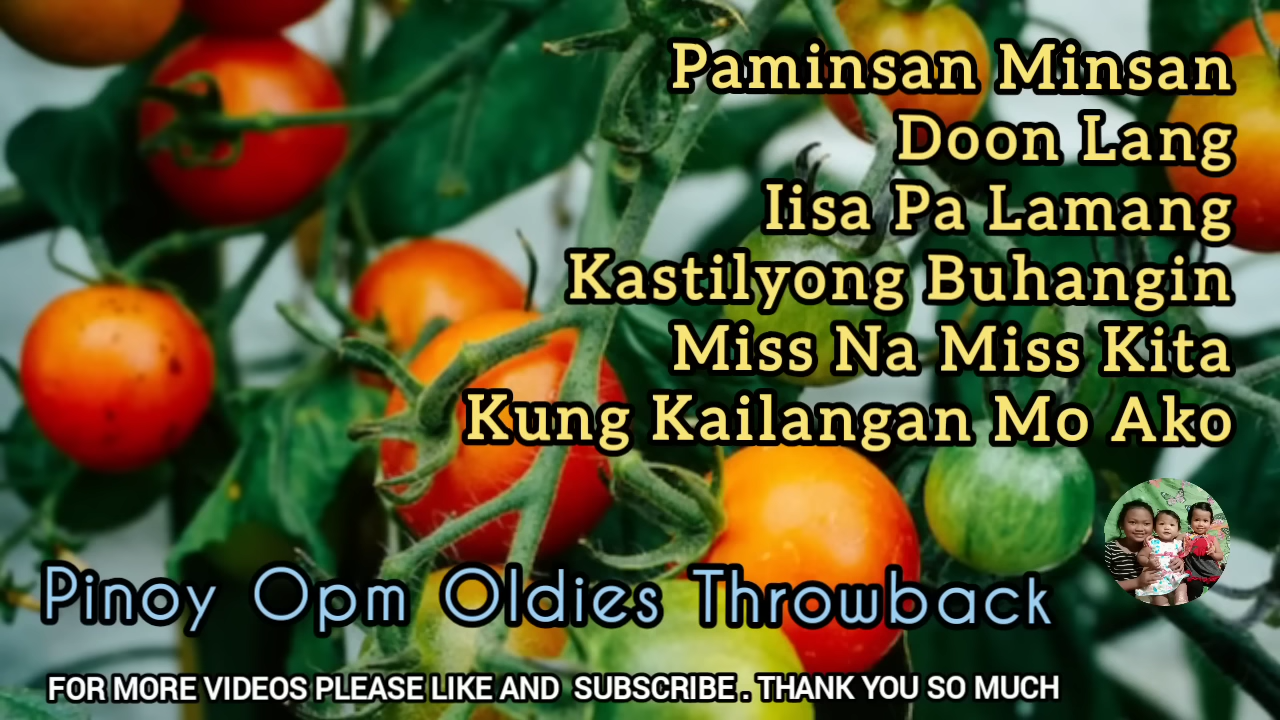 Paminsan Minsan
Doon Lang
Iisa Pa Lamang
Kastilyong Buhangin
Miss Na Miss Kita
Kung Kailangan Mo Ako
Pinoy Opm Oldies Throwback
FOR MORE VIDEOS PLEASE LIKE AND SUBSCRIBE . THANK YOU SO MUCH